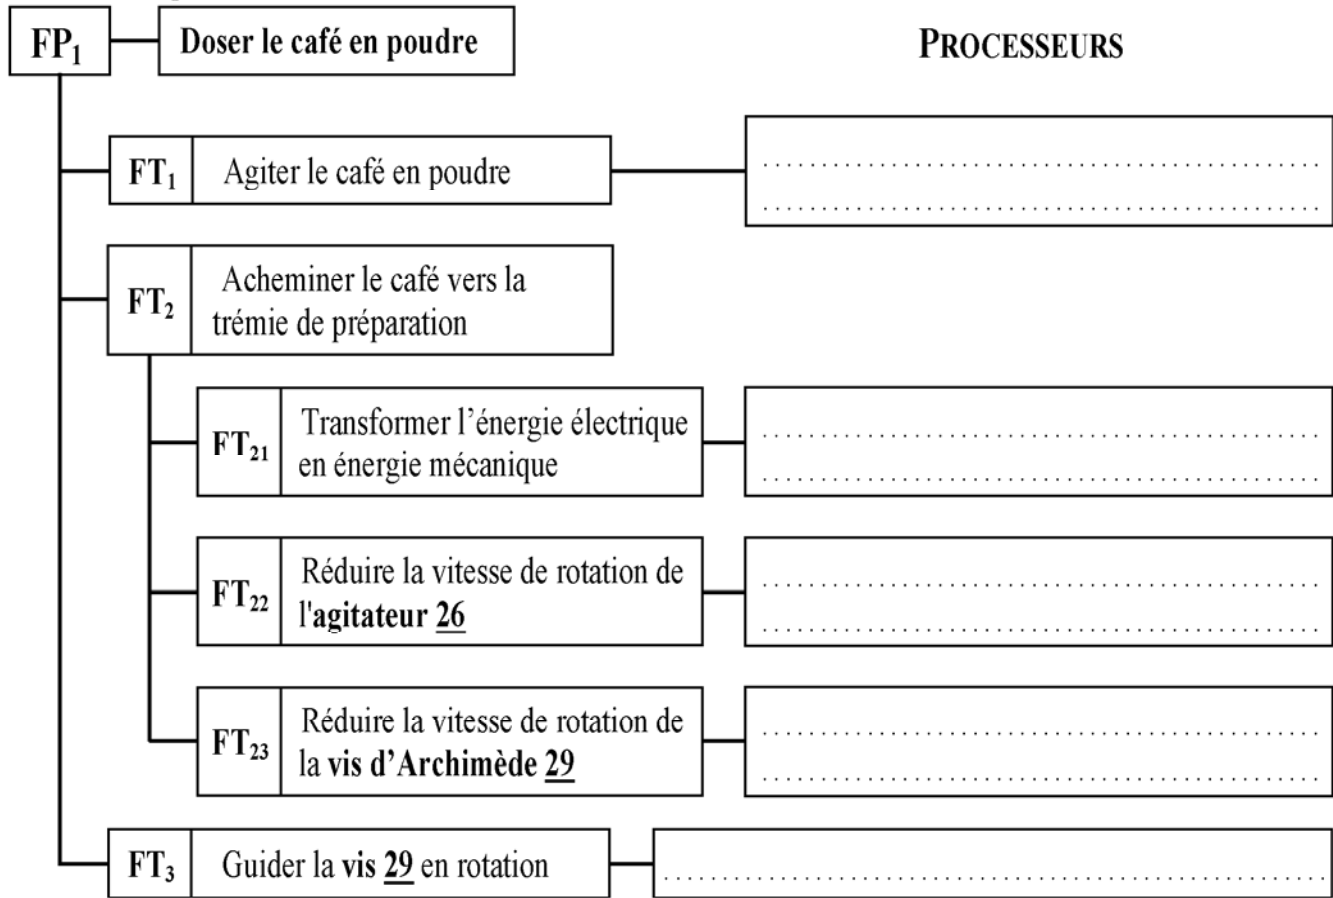 FP1 Doser le café en poudre PROCESSEURS
FT1 Agiter le café en poudre
FT2 Acheminer le café vers la
trémie de préparation
FT21 Transformer l’énergie électrique
en énergie mécanique
FT22 Réduire la vitesse de rotation de
l'agitateur 26
FT23 Réduire la vitesse de rotation de
la vis d’Archimède 29
FT3 Guider la vis 29 en rotation